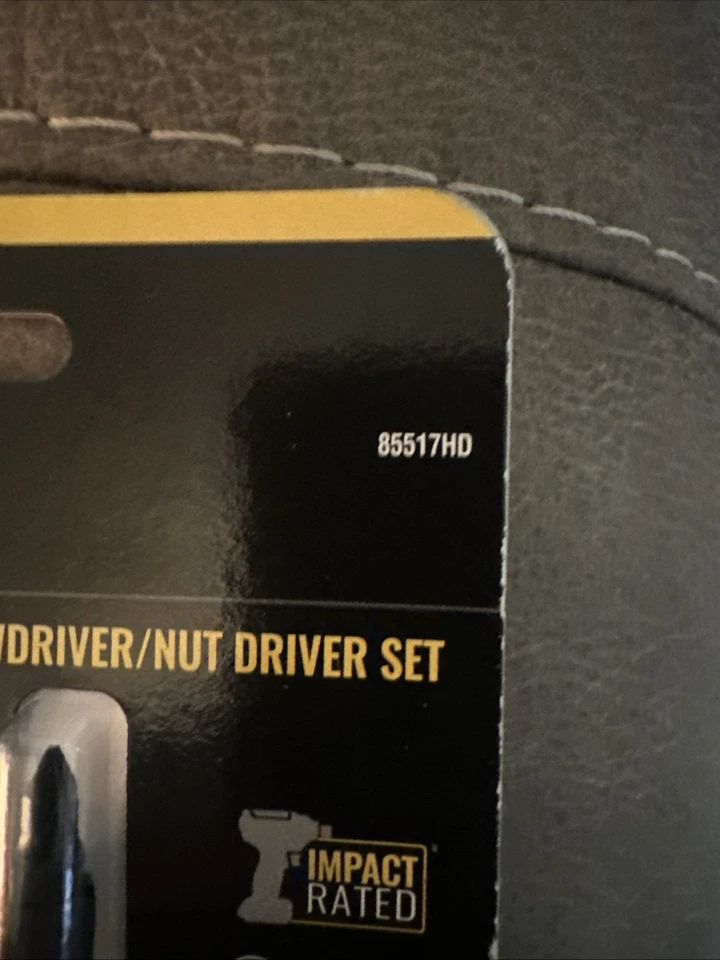 85517HD
DRIVER/NUT DRIVER SET
IMPACT
RATED